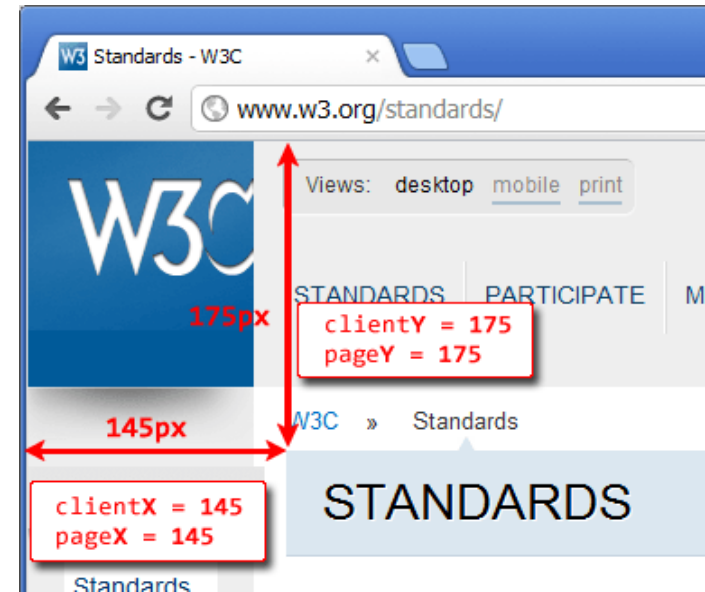 W3 Standards - W3C
www.w3.org/standards/
W3C
Views: desktop mobile print
STANDARDS PARTICIPATE M
175px
clientY = 175
pageY = 175
W3C » Standards
145px
STANDARDS
clientX = 145
pageX = 145
Standards